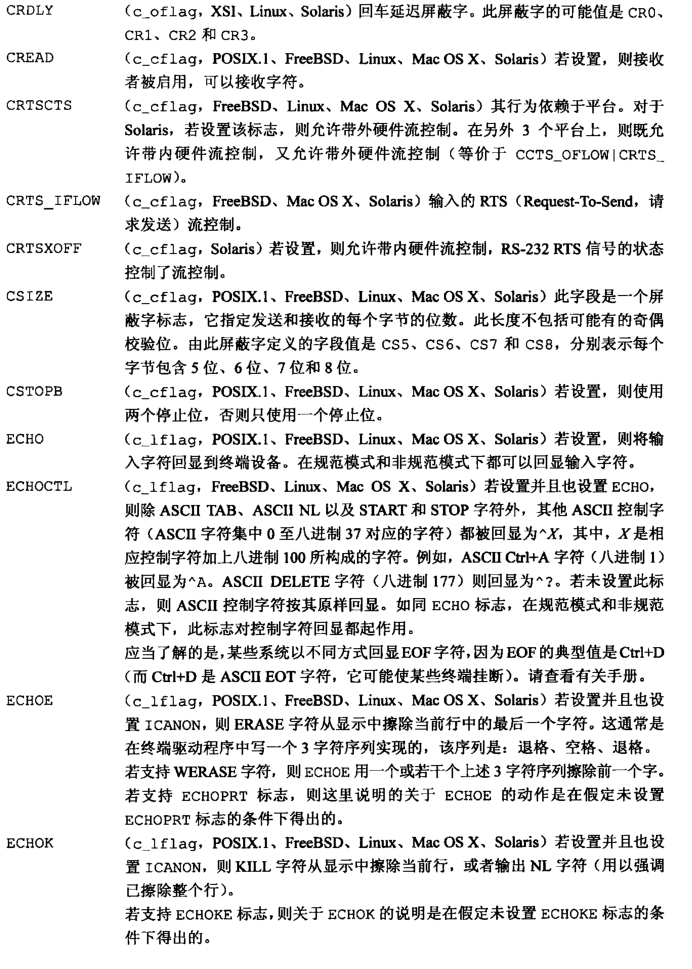 CRDLY (c_oflag，XSI、Linux、Solaris）回车延迟屏蔽字。此屏蔽字的可能值是 CR0、
CR1、CR2 和 CR3。
CREAD (c_cflag，POSIX.1、FreeBSD、Linux、Mac OS X、Solaris）若设置，则接收
者被启用，可以接收字符。
CRTSCTS (c_cflag，FreeBSD、Linux、Mac OS X、Solaris）其行为依赖于平台。对于
Solaris，若设置该标志，则允许带外硬件流控制。在另外 3 个平台上，则既允
许带内硬件流控制，又允许带外硬件流控制（等价于 CCTS_OFLOW|CRTS_
IFLOW）。
CRTS_IFLOW (c_cflag，FreeBSD、Mac OS X、Solaris）输入的 RTS（Request-To-Send，请
求发送）流控制。
CRTSXOFF (c_cflag，Solaris）若设置，则允许带内硬件流控制，RS-232 RTS 信号的状态
控制了流控制。
CSIZE (c_cflag，POSIX.1、FreeBSD、Linux、Mac OS X、Solaris）此字段是一个屏
蔽字标志，它指定发送和接收的每个字节的位数。此长度不包括可能有的奇偶
校验位。由此屏蔽字定义的字段值是 CS5、CS6、CS7 和 CS8，分别表示每个
字节包含 5 位、6 位、7 位和 8 位。
CSTOPB (c_cflag，POSIX.1、FreeBSD、Linux、Mac OS X、Solaris）若设置，则使用
两个停止位，否则只使用一个停止位。
ECHO (c_lflag，POSIX.1、FreeBSD、Linux、Mac OS X、Solaris）若设置，则将输
入字符回显到终端设备。在规范模式和非规范模式下都可以回显输入字符。
ECHOCTL (c_lflag，FreeBSD、Linux、Mac OS X、Solaris）若设置并且也设置 ECHO，
则除 ASCII TAB、ASCII NL 以及 START 和 STOP 字符外，其他 ASCII 控制字
符（ASCII 字符集中 0 至八进制 37 对应的字符）都被回显为^X，其中，X 是相
应控制字符加上八进制 100 所构成的字符。例如，ASCII Ctrl+A 字符（八进制 1）
被回显为^A。ASCII DELETE 字符（八进制 177）则回显为^?。若未设置此标
志，则 ASCII 控制字符按其原样回显。如同 ECHO 标志，在规范模式和非规范
模式下，此标志对控制字符回显都起作用。
应当了解的是，某些系统以不同方式回显 EOF 字符，因为 EOF 的典型值是 Ctrl+D
（而 Ctrl+D 是 ASCII EOT 字符，它可能使某些终端挂断）。请查看有关手册。
ECHOE (c_lflag，POSIX.1、FreeBSD、Linux、Mac OS X、Solaris）若设置并且也设
置 ICANON，则 ERASE 字符从显示中擦除当前行中的最后一个字符。这通常是
在终端驱动程序中写一个 3 字符序列实现的，该序列是：退格、空格、退格。
若支持 WERASE 字符，则 ECHOE 用一个或若干个上述 3 字符序列擦除前一个字。
若支持 ECHOPRT 标志，则这里说明的关于 ECHOE 的动作是在假定未设置
ECHOPRT 标志的条件下得出的。
ECHOK (c_lflag，POSIX.1、FreeBSD、Linux、Mac OS X、Solaris）若设置并且也设
置 ICANON，则 KILL 字符从显示中擦除当前行，或者输出 NL 字符（用以强调
已擦除整个行）。
若支持 ECHOKE 标志，则关于 ECHOK 的说明是在假定未设置 ECHOKE 标志的条
件下得出的。